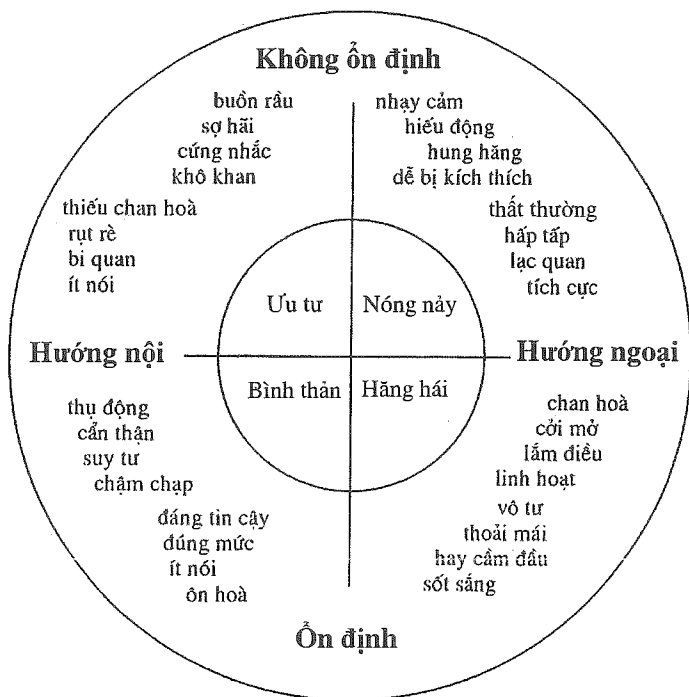 Không ổn định
buồn rầu
sợ hãi
cứng nhắc
khô khan
nhạy cảm
hiếu động
hung hăng
dễ bị kích thích
thiếu chan hoà
rụt rè
bi quan
ít nói
thất thường
hấp tấp
lạc quan
tích cực
Ưu tư
Nóng nảy
Hướng nội
Hướng ngoại
Bình thản
Hăng hái
thụ động
cẩn thận
suy tư
chậm chạp
đáng tin cậy
đúng mức
ít nói
ôn hoà
chan hoà
cởi mở
lắm điều
linh hoạt
vô tư
thoải mái
hay cầm đầu
sốt sắng
Ổn định